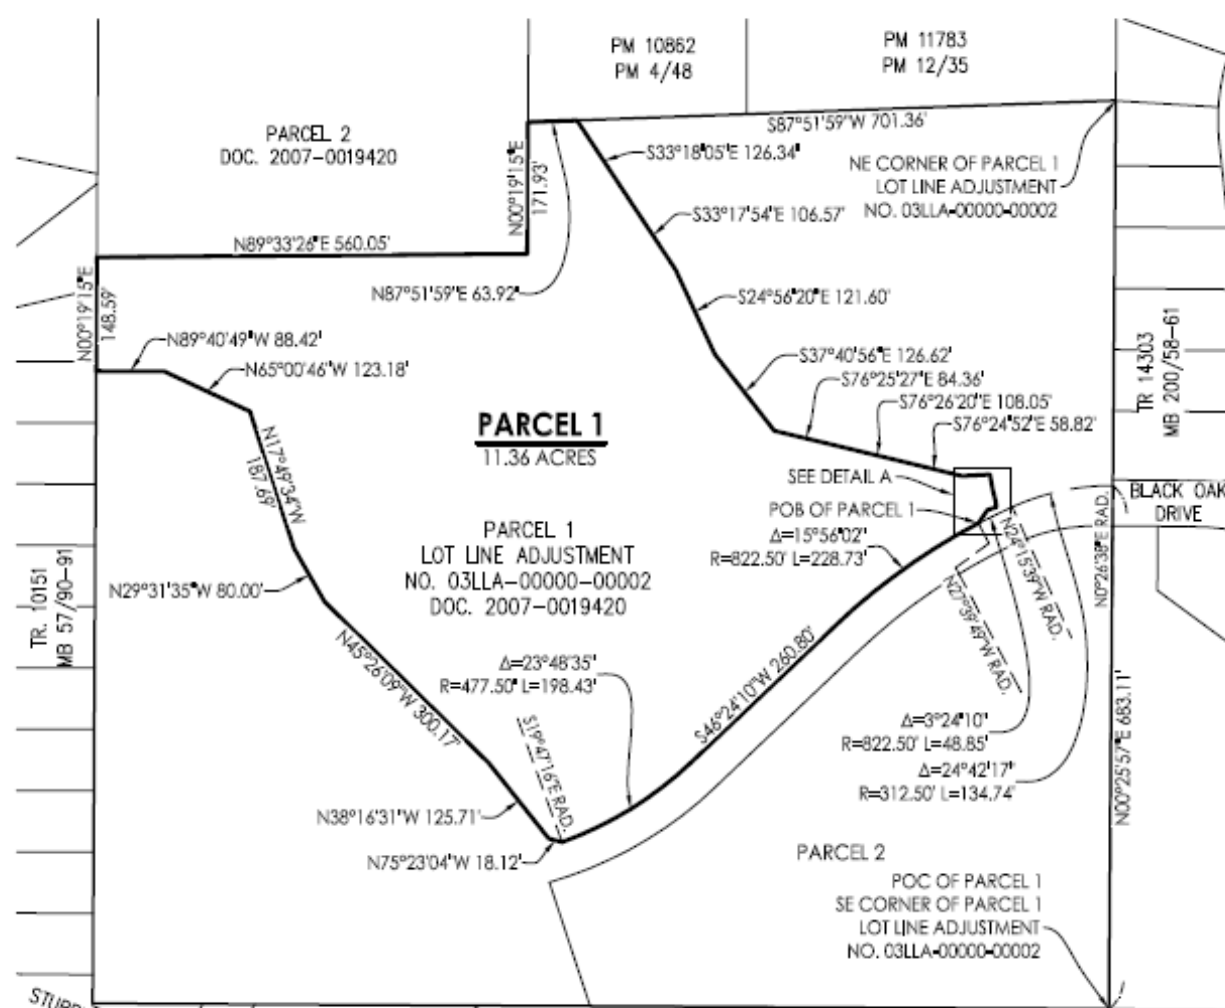 PM 10862
PM 4/48
PM 11783
PM 12/35
S87°51'59"W 701.36'
PARCEL 2
DOC. 2007-0019420
N00°19'15"E
171.93'
S33°18'05"E 126.34'
NE CORNER OF PARCEL 1
LOT LINE ADJUSTMENT
NO. 03LLA-00000-00002
S33°17'54"E 106.57'
N89°33'26"E 560.05'
N87°51'59"E 63.92'
N00°19'15"E
148.59'
S24°56'20"E 121.60'
N89°40'49"W 88.42'
N65°00'46"W 123.18'
S37°40'56"E 126.62'
S76°25'27"E 84.36'
S76°26'20"E 108.05'
S76°24'52"E 58.82'
TR 14303
MB 200/58-61
PARCEL 1
11.36 ACRES
N17°49'34"W
187.69'
SEE DETAIL A
BLACK OAK
DRIVE
POB OF PARCEL 1
Δ=15°56'02"
R=822.50' L=228.73'
PARCEL 1
LOT LINE ADJUSTMENT
NO. 03LLA-00000-00002
DOC. 2007-0019420
N24°15'39"W RAD.
N0°26'38"E RAD.
N27°39'49"W RAD.
TR. 10151
MB 57/90-91
N29°31'35"W 80.00'
N45°26'09"W 300.17'
Δ=23°48'35"
R=477.50' L=198.43'
S46°24'10"W 260.80'
S19°47'16"E RAD.
Δ=3°24'10"
R=822.50' L=48.85'
Δ=24°42'17"
R=312.50' L=134.74'
N00°25'57"E 683.11'
N38°16'31"W 125.71'
N75°23'04"W 18.12'
PARCEL 2
POC OF PARCEL 1
SE CORNER OF PARCEL 1
LOT LINE ADJUSTMENT
NO. 03LLA-00000-00002